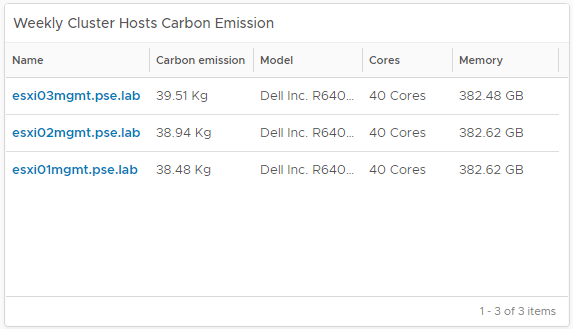 Weekly Cluster Hosts Carbon Emission
Name Carbon emission Model Cores Memory
esxi03mgmt.pse.lab 39.51 Kg Dell Inc. R640... 40 Cores 382.48 GB
esxi02mgmt.pse.lab 38.94 Kg Dell Inc. R640... 40 Cores 382.62 GB
esxi01mgmt.pse.lab 38.48 Kg Dell Inc. R640... 40 Cores 382.62 GB
1 - 3 of 3 items